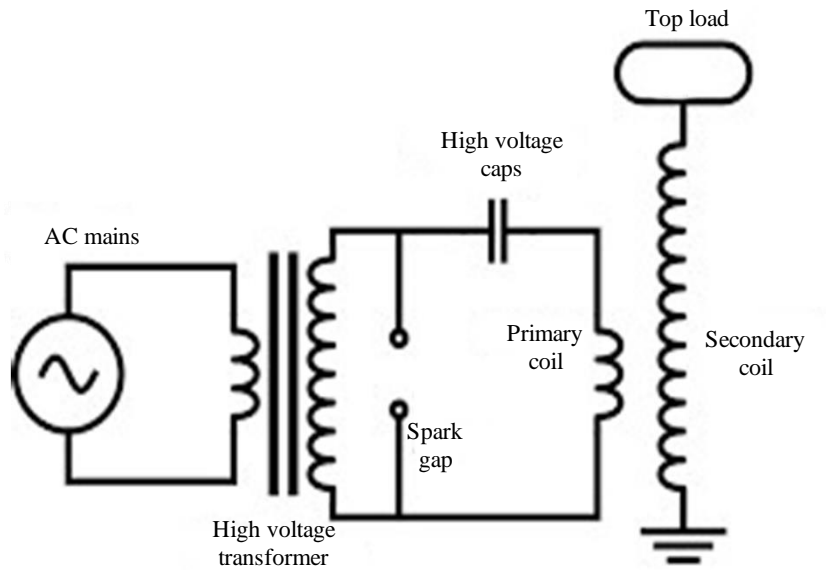 Top load
High voltage
caps
AC mains
Primary
coil
Secondary
coil
Spark
gap
High voltage
transformer